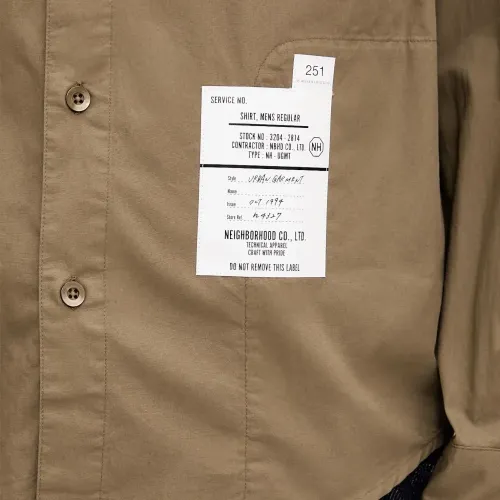 251
SERVICE NO.
SHIRT, MENS REGULAR
STOCK NO : 3204 - 2814
CONTRACTOR : NBHD CO., LTD.
NH
TYPE : NH - UGMT
Style URBAN GARMENT
Name
Issue OCT 1994
Store Ref. N4327
NEIGHBORHOOD CO., LTD.
TECHNICAL APPAREL
CRAFT WITH PRIDE
DO NOT REMOVE THIS LABEL